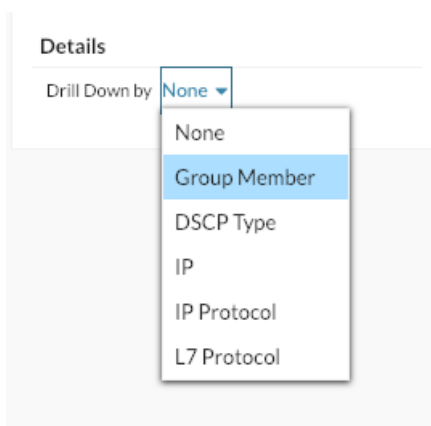 Details
Drill Down by None
None
Group Member
DSCP Type
IP
IP Protocol
L7 Protocol